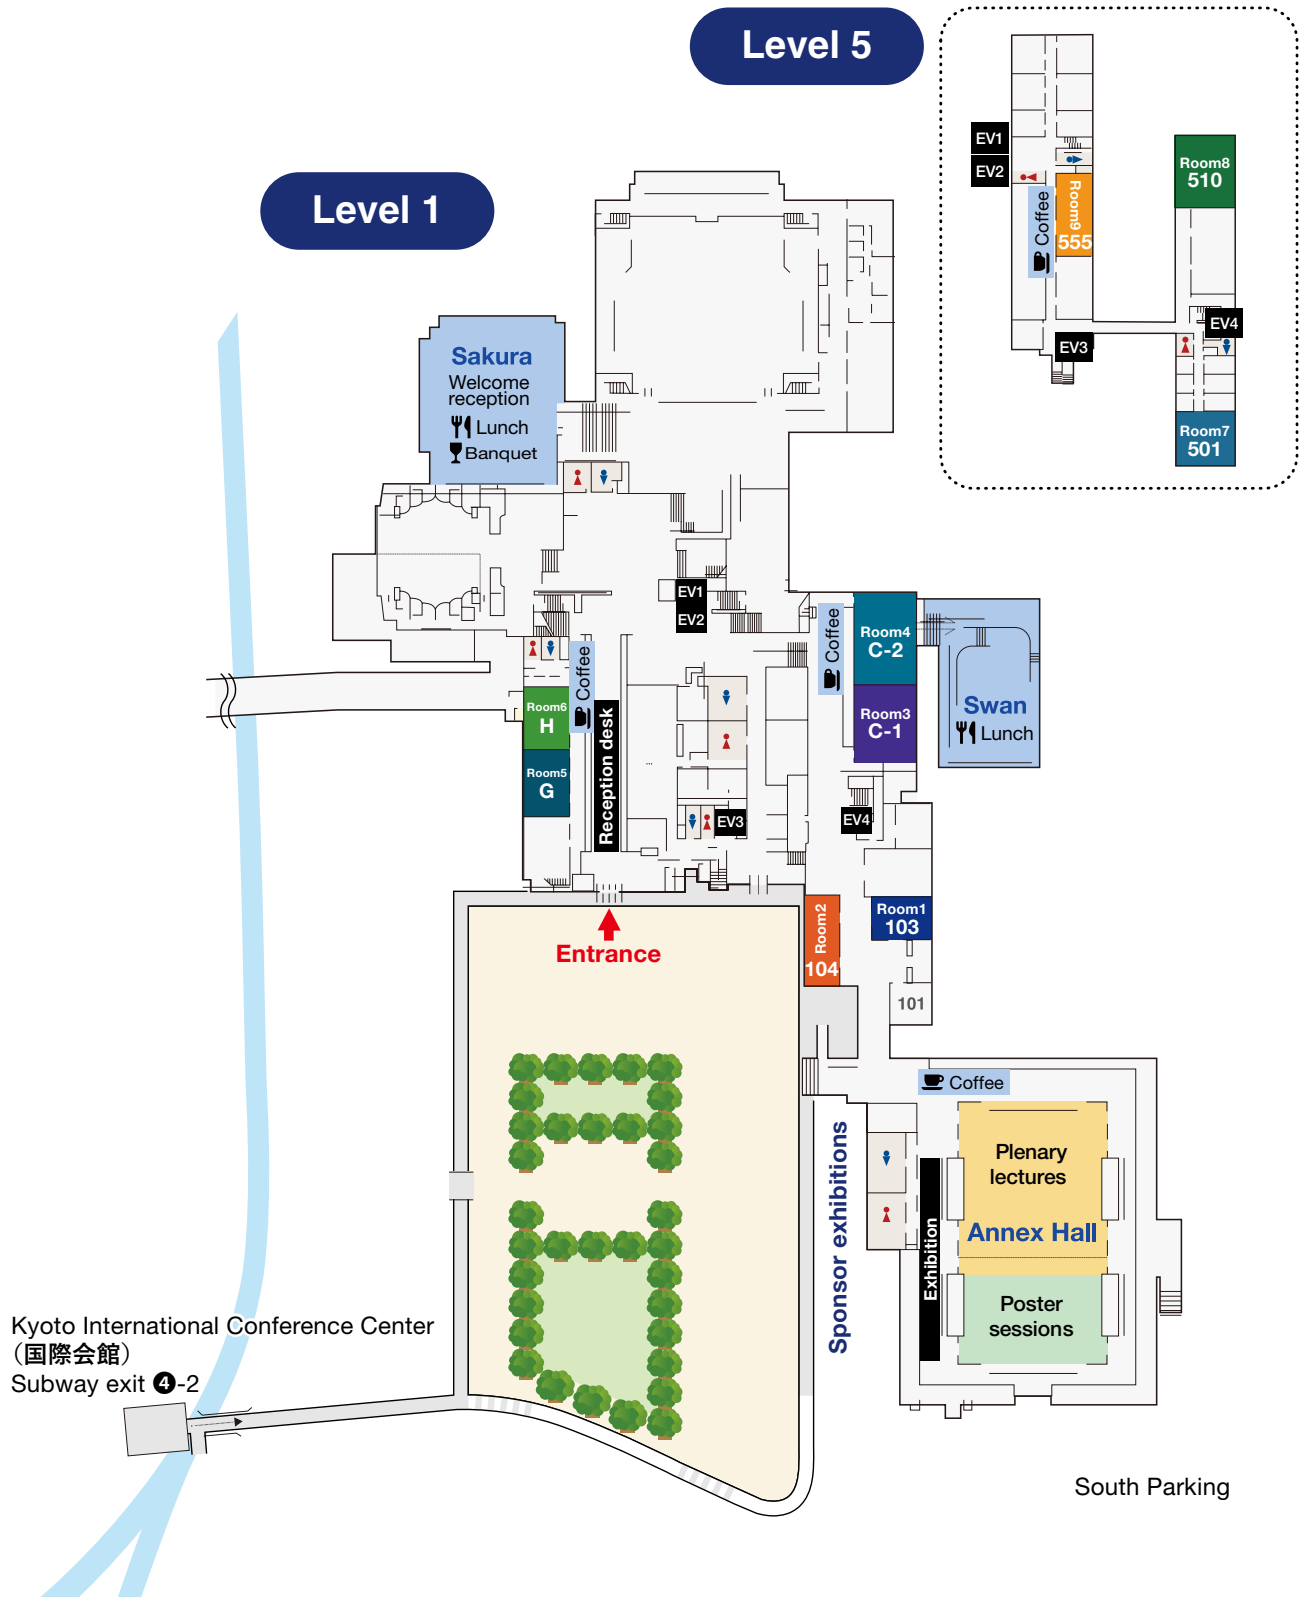 Level 5
EV1
EV2
Room9
555
Coffee
EV3
Room8
510
EV4
Room7
501
Level 1
Sakura
Welcome
reception
Lunch
Banquet
EV1
EV2
Coffee
Room4
C-2
Room3
C-1
Swan
Lunch
Coffee
Room6
H
Room5
G
Reception desk
EV3
EV4
Entrance
Room2
104
Room1
103
101
Coffee
Plenary
lectures
Annex Hall
Poster
sessions
Exhibition
Sponsor exhibitions
Kyoto International Conference Center
（国際会館）
Subway exit ❹-2
South Parking